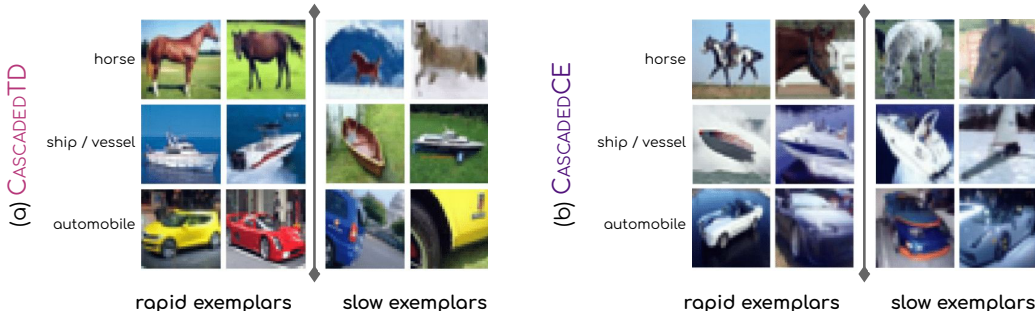 (a) CASCADEDTD
horse
ship / vessel
automobile
rapid exemplars
slow exemplars
(b) CASCADEDCE
horse
ship / vessel
automobile
rapid exemplars
slow exemplars